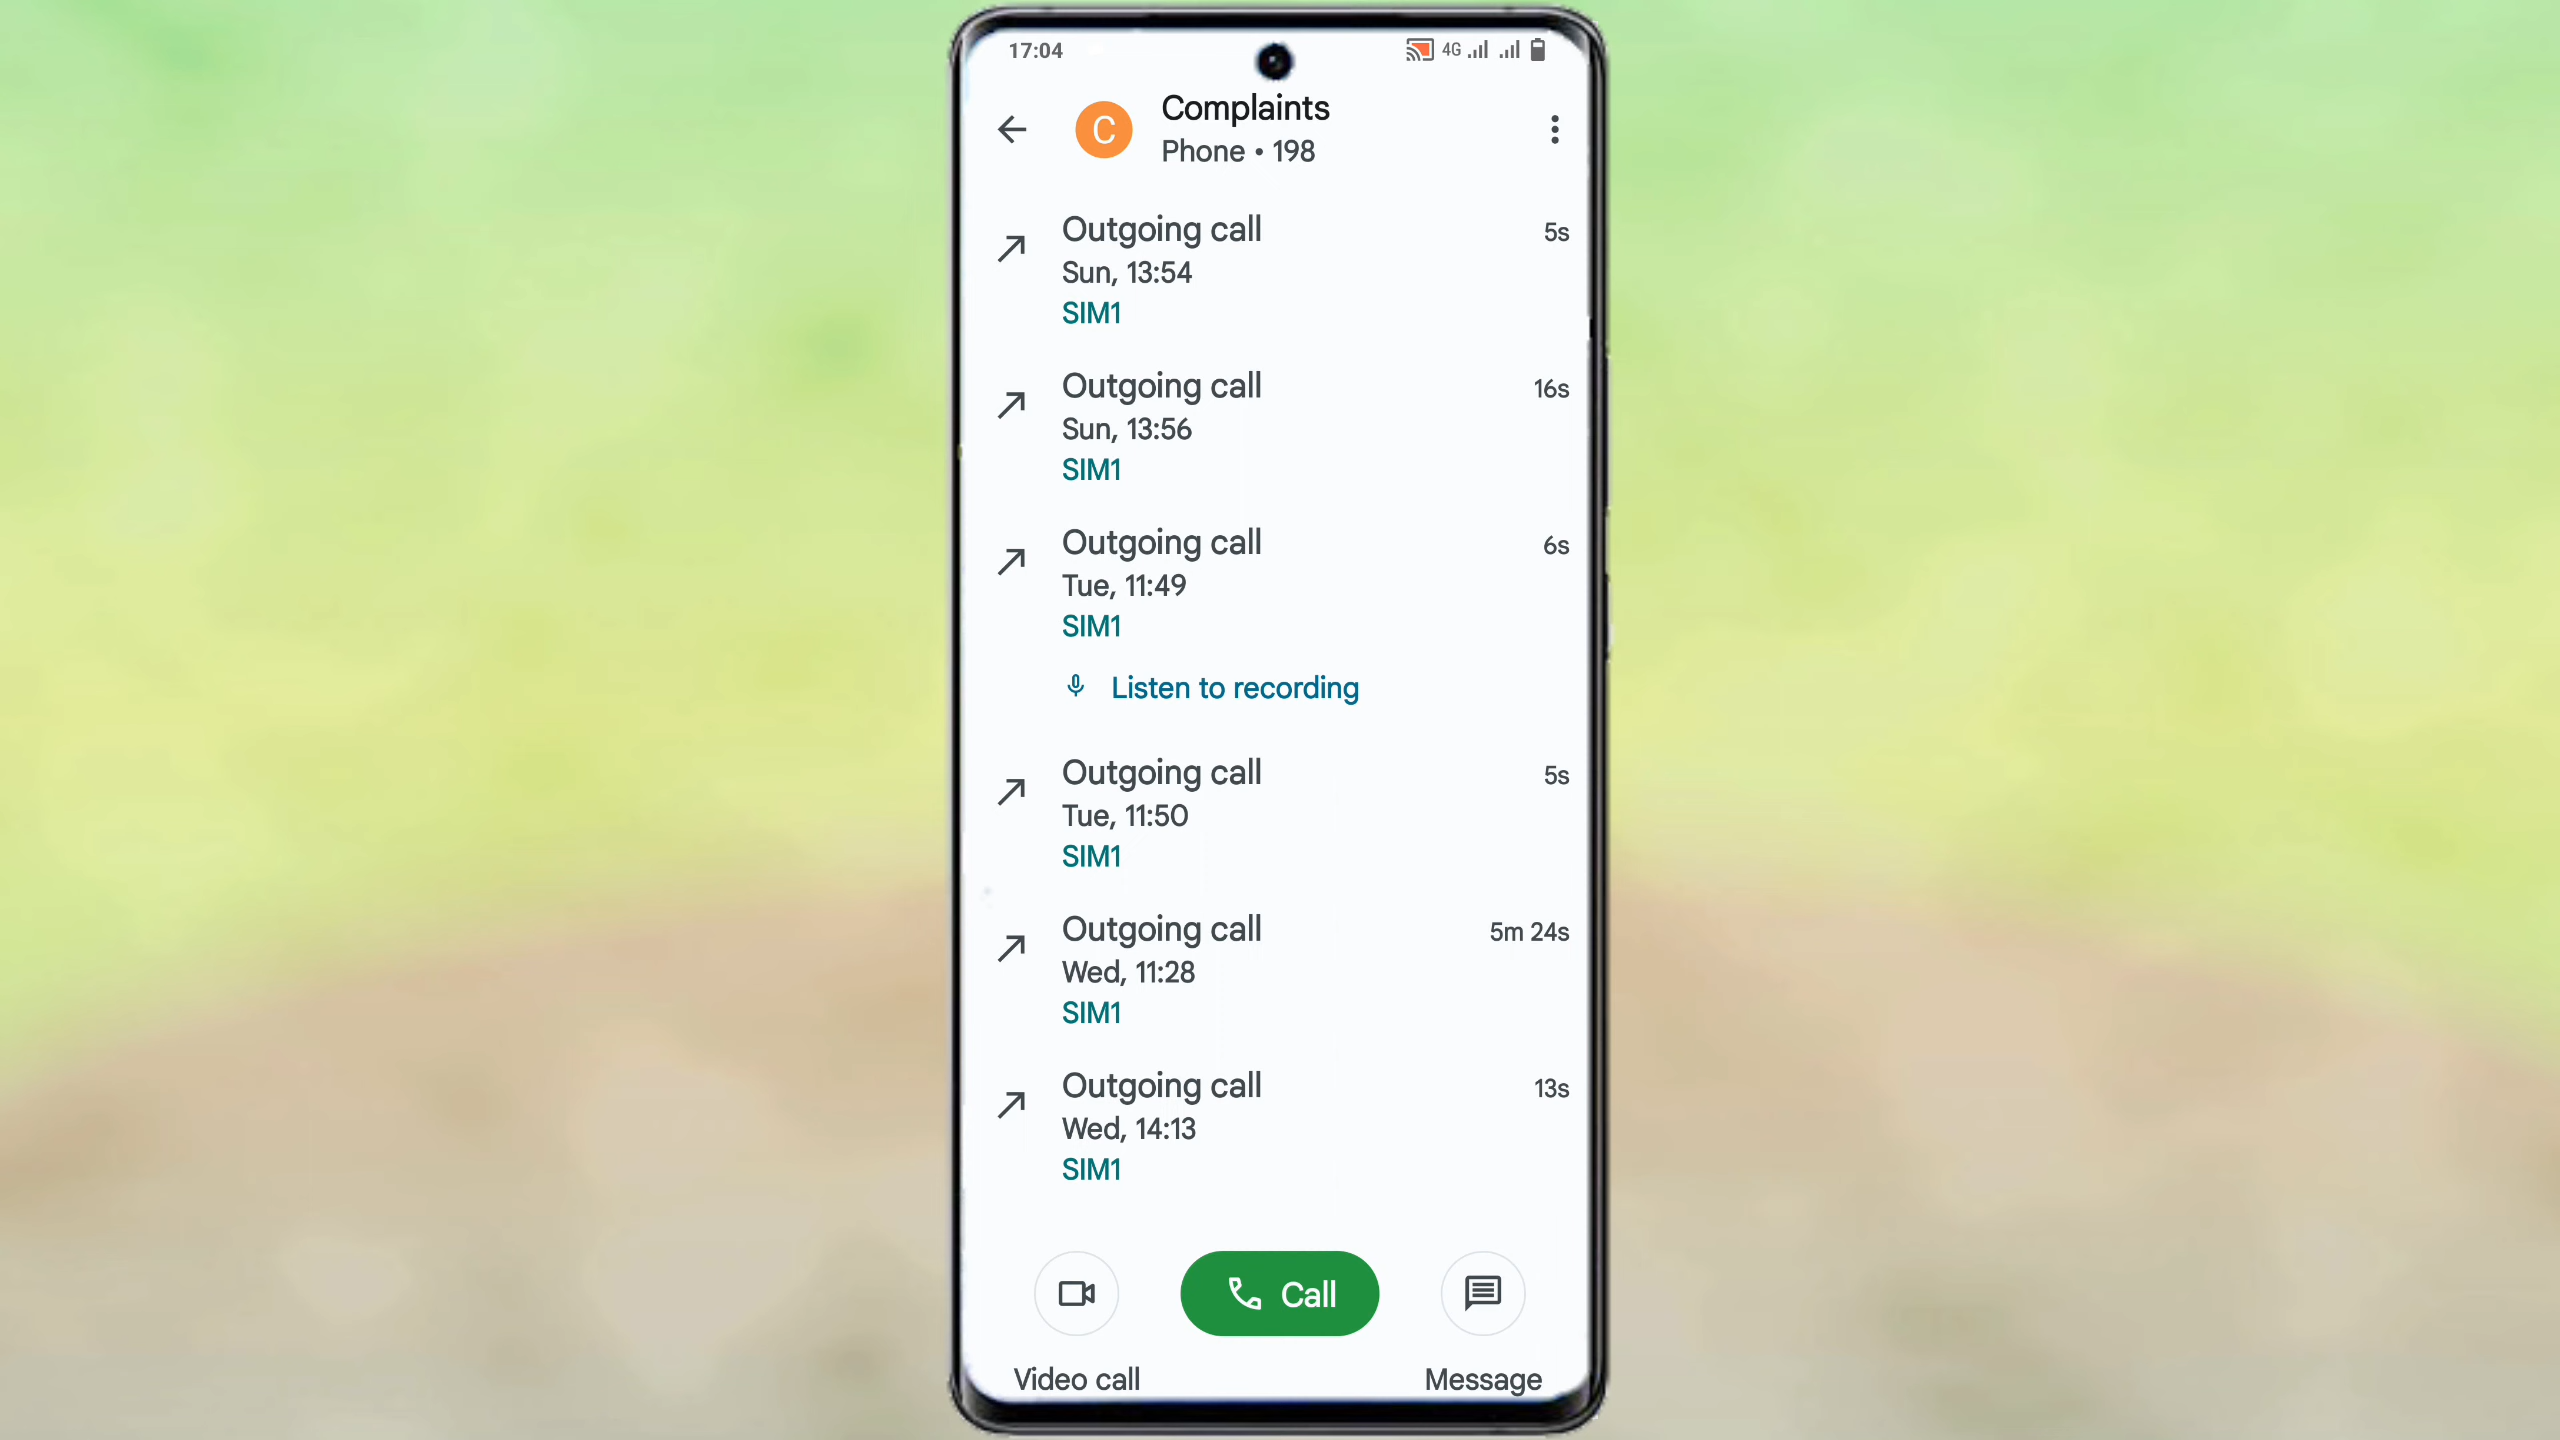 17:04
4G
C
Complaints
Phone • 198
Outgoing call
5s
Sun, 13:54
SIM1
Outgoing call
16s
Sun, 13:56
SIM1
Outgoing call
6s
Tue, 11:49
SIM1
Listen to recording
Outgoing call
5s
Tue, 11:50
SIM1
Outgoing call
5m 24s
Wed, 11:28
SIM1
Outgoing call
13s
Wed, 14:13
SIM1
Call
Video call
Message